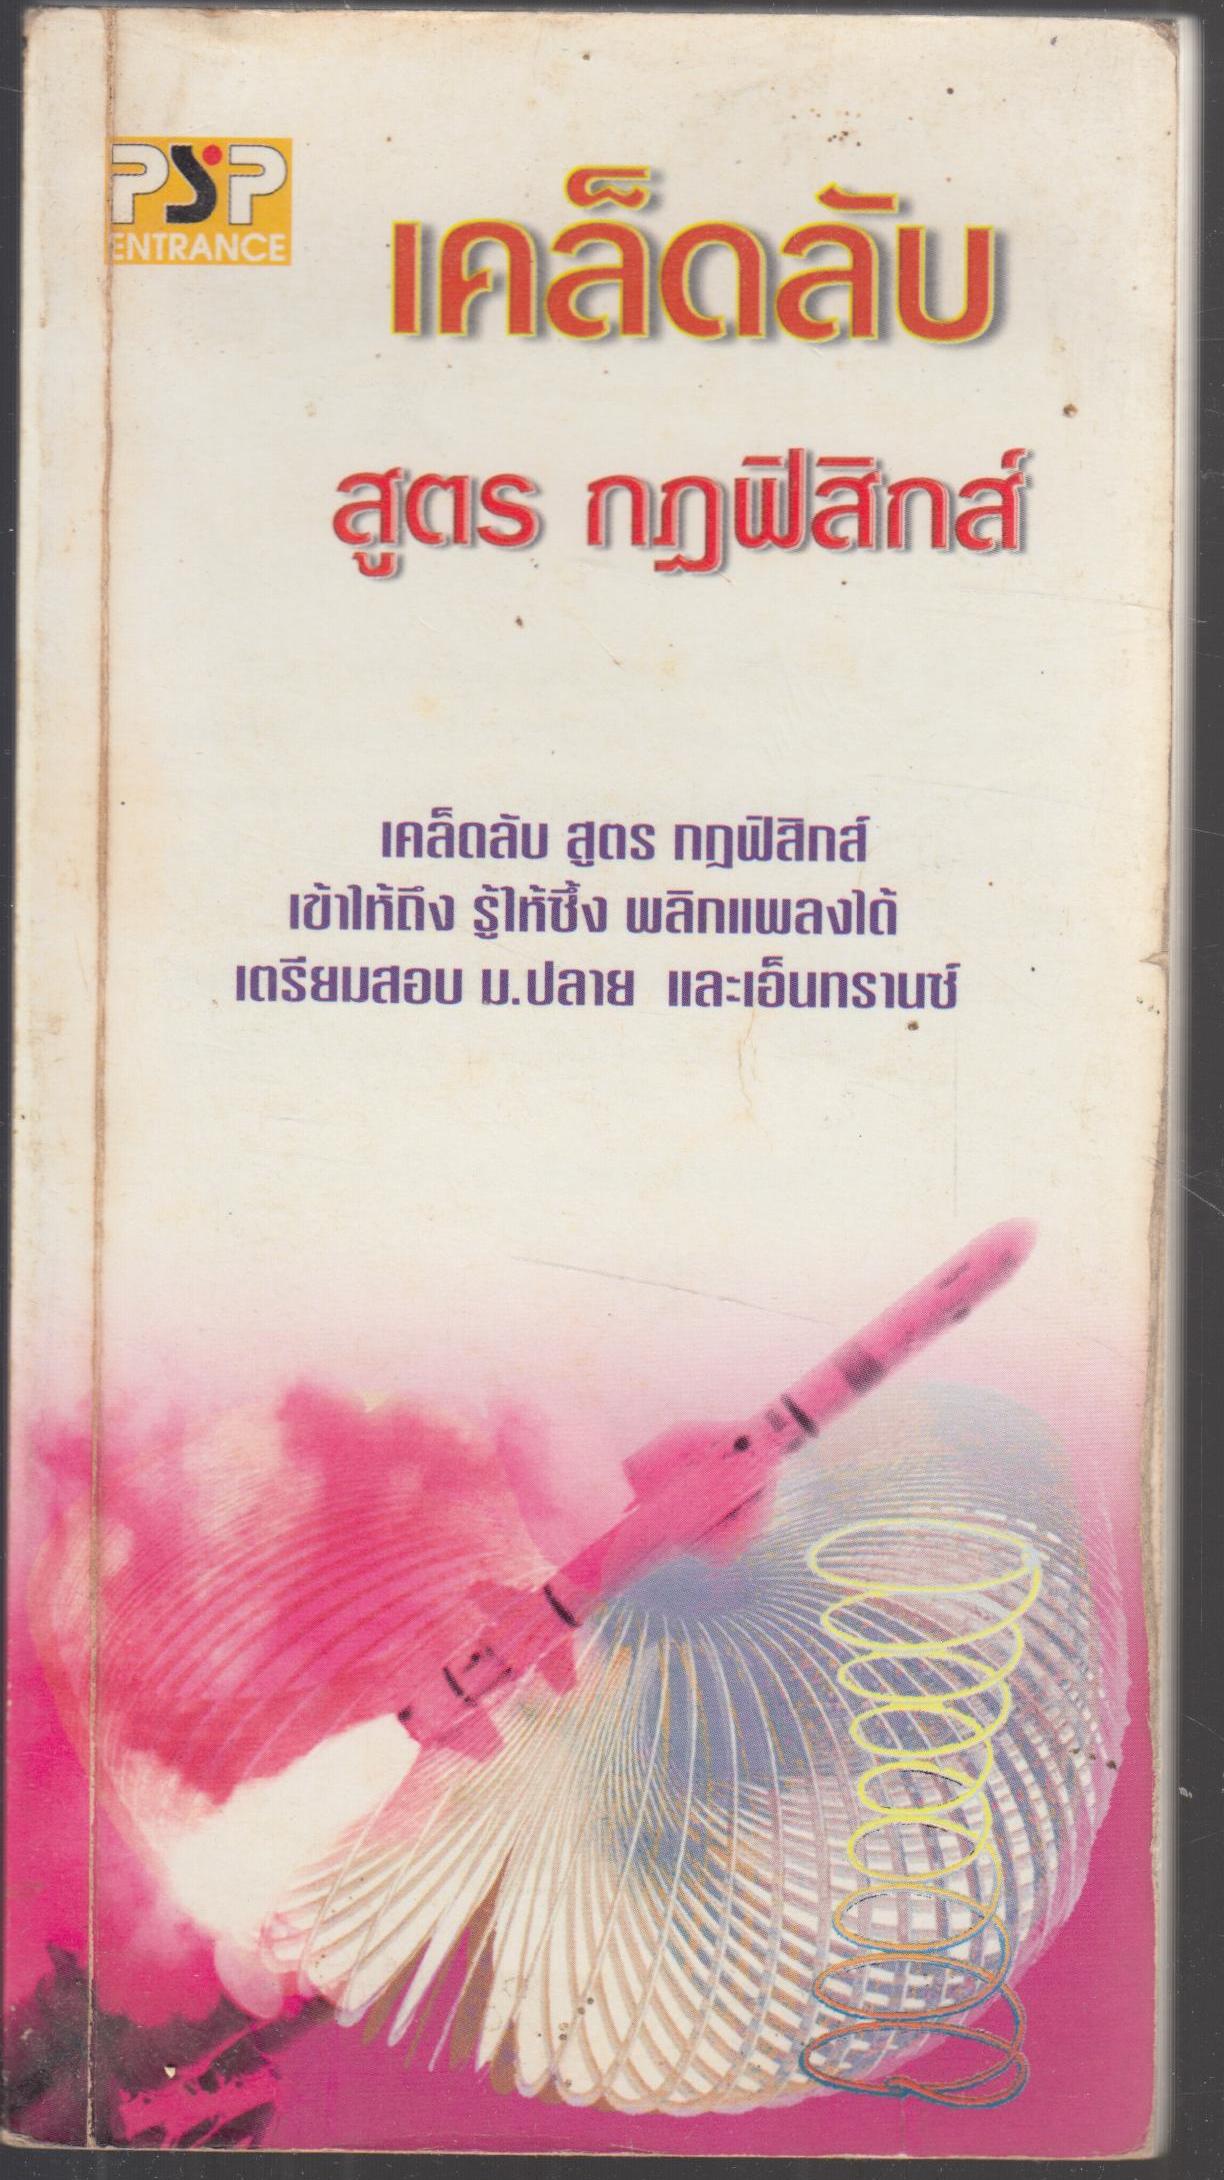 PSP
ENTRANCE
เคล็ดลับ
สูตร กฎฟิสิกส์
เคล็ดลับ สูตร กฎฟิสิกส์
เข้าให้ถึง รู้ให้ซึ้ง พลิกแพลงได้
เตรียมสอบ ม.ปลาย และเอ็นทรานซ์